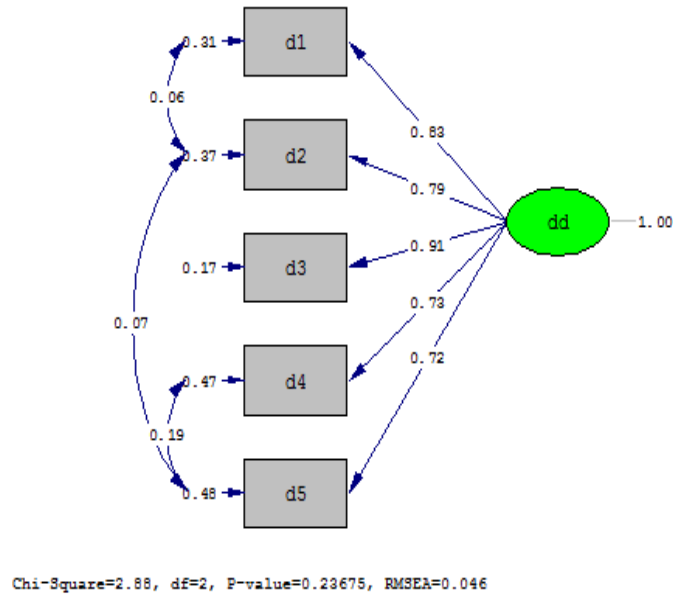 0.31 d1
0.06
0.83
0.37 d2
0.79
dd 1.00
0.91
0.17 d3
0.73
0.07
0.72
0.47 d4
0.19
0.48 d5
Chi-Square=2.88, df=2, P-value=0.23675, RMSEA=0.046